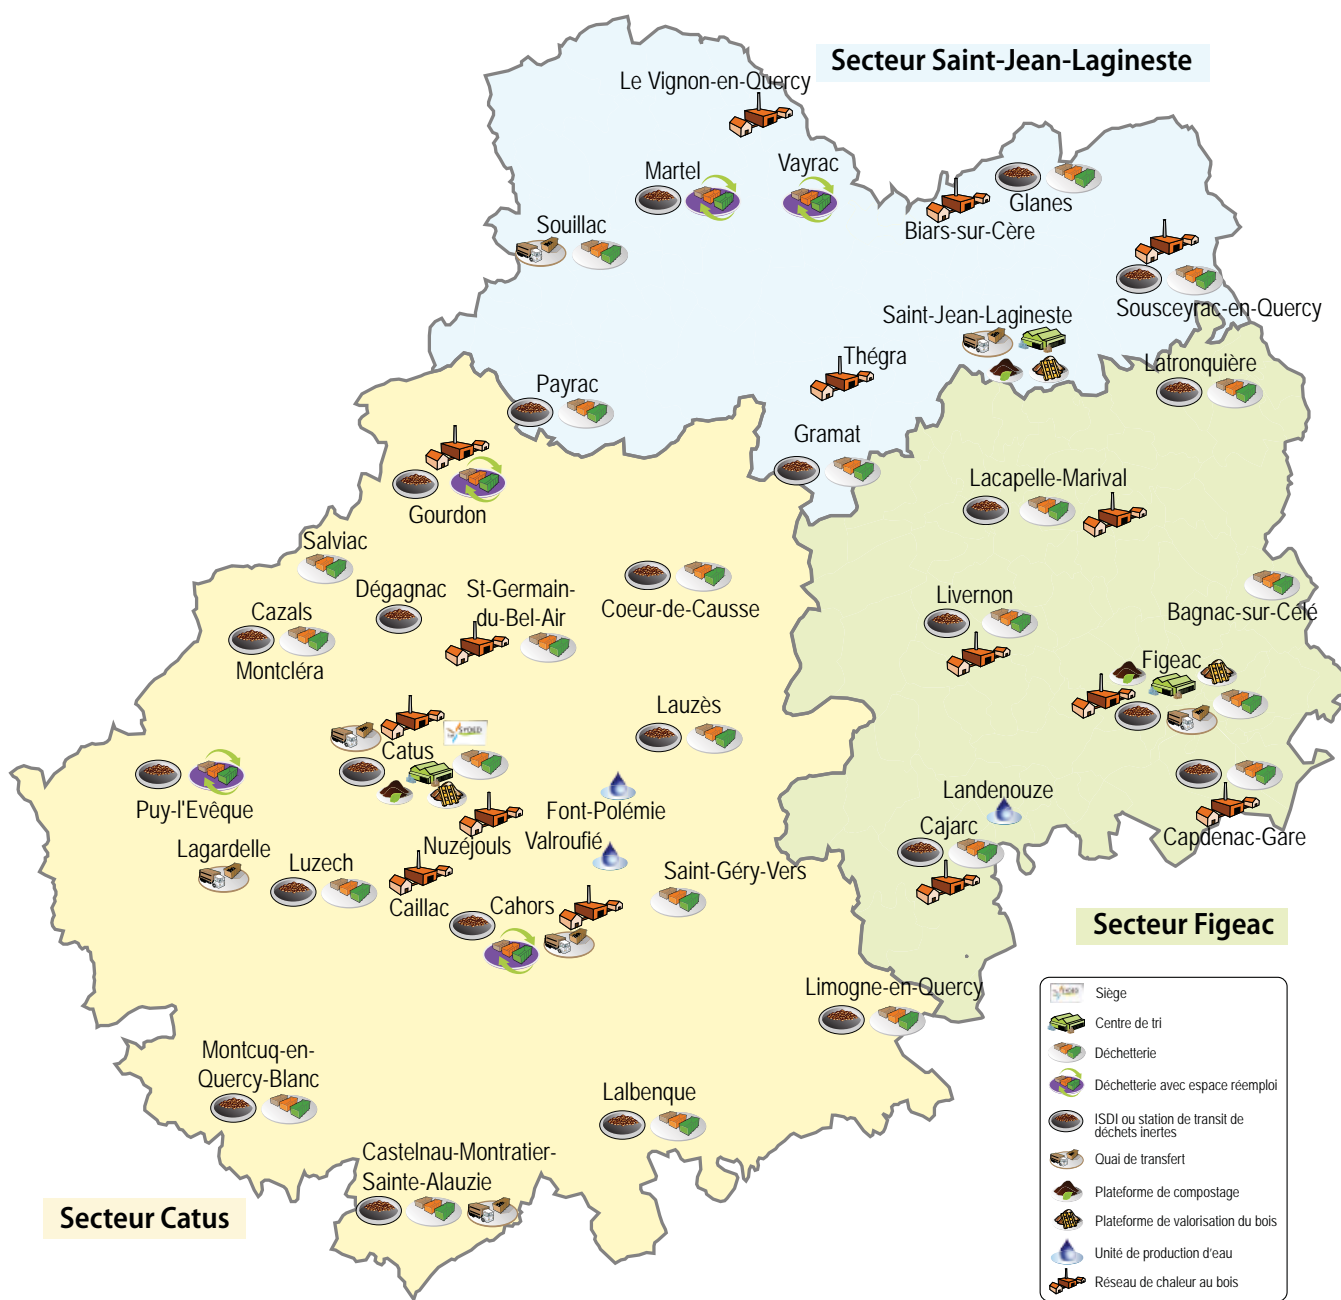 Secteur Saint-Jean-Lagineste
Le Vignon-en-Quercy
Martel
Vayrac
Glanes
Biars-sur-Cère
Souillac
Sousceyrac-en-Quercy
Saint-Jean-Lagineste
Thégra
Latronquière
Payrac
Gramat
Lacapelle-Marival
Gourdon
Salviac
Dégagnac
St-Germain-
du-Bel-Air
Coeur-de-Causse
Livernon
Bagnac-sur-Célé
Cazals
Montcléra
Figeac
Lauzès
Catus
Puy-l'Evêque
Font-Polémie
Landenouze
Nuzéjouls
Valroufié
Cajarc
Capdenac-Gare
Lagardelle
Luzech
Caillac
Cahors
Saint-Géry-Vers
Secteur Figeac
Limogne-en-Quercy
Montcuq-en-
Quercy-Blanc
Lalbenque
Castelnau-Montratier-
Sainte-Alauzie
Secteur Catus
Siège
Centre de tri
Déchetterie
Déchetterie avec espace réemploi
ISDI ou station de transit de
déchets inertes
Quai de transfert
Plateforme de compostage
Plateforme de valorisation du bois
Unité de production d'eau
Réseau de chaleur au bois